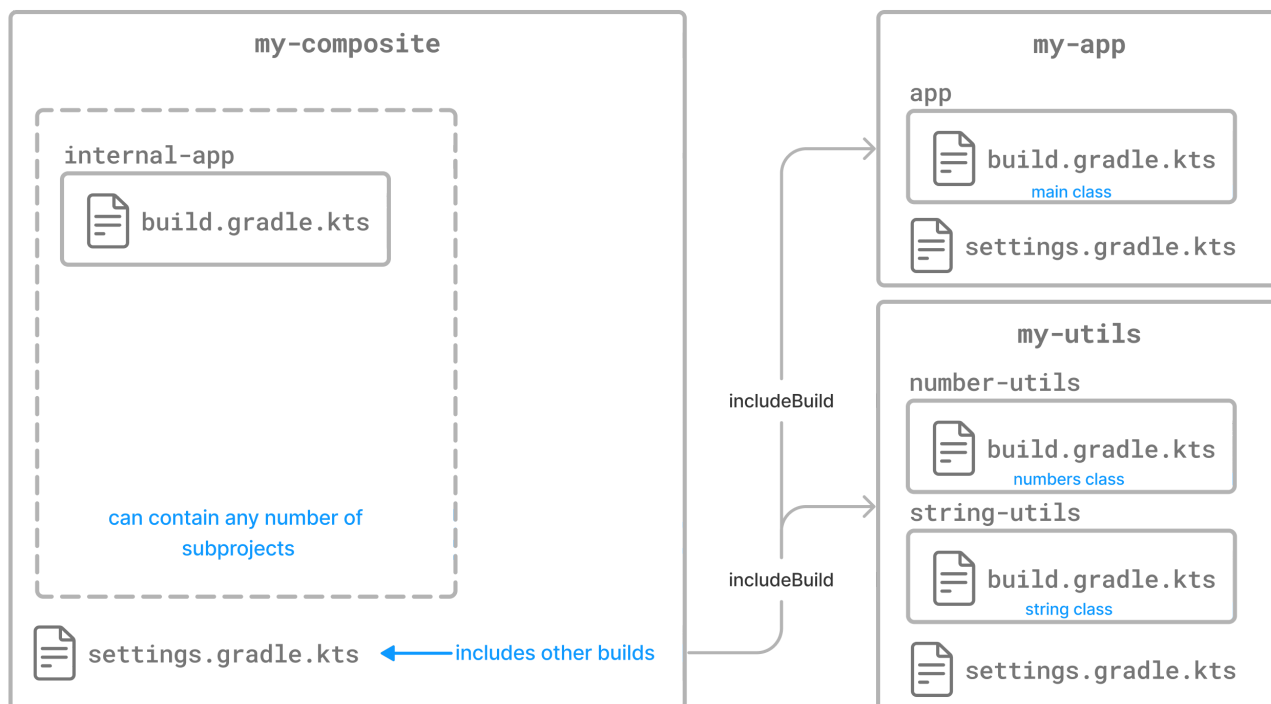 my-composite
internal-app
build.gradle.kts
can contain any number of
subprojects
settings.gradle.kts
includes other builds
includeBuild
includeBuild
my-app
app
build.gradle.kts
main class
settings.gradle.kts
my-utils
number-utils
build.gradle.kts
numbers class
string-utils
build.gradle.kts
string class
settings.gradle.kts